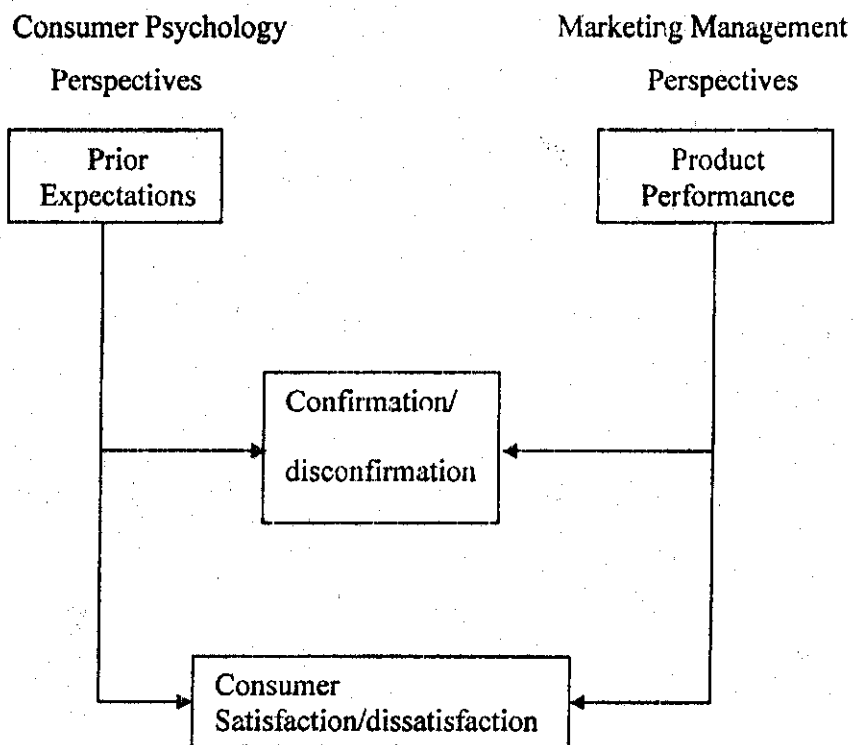 Consumer Psychology
Perspectives
Marketing Management
Perspectives
Prior
Expectations
Product
Performance
Confirmation/
disconfirmation
Consumer
Satisfaction/dissatisfaction